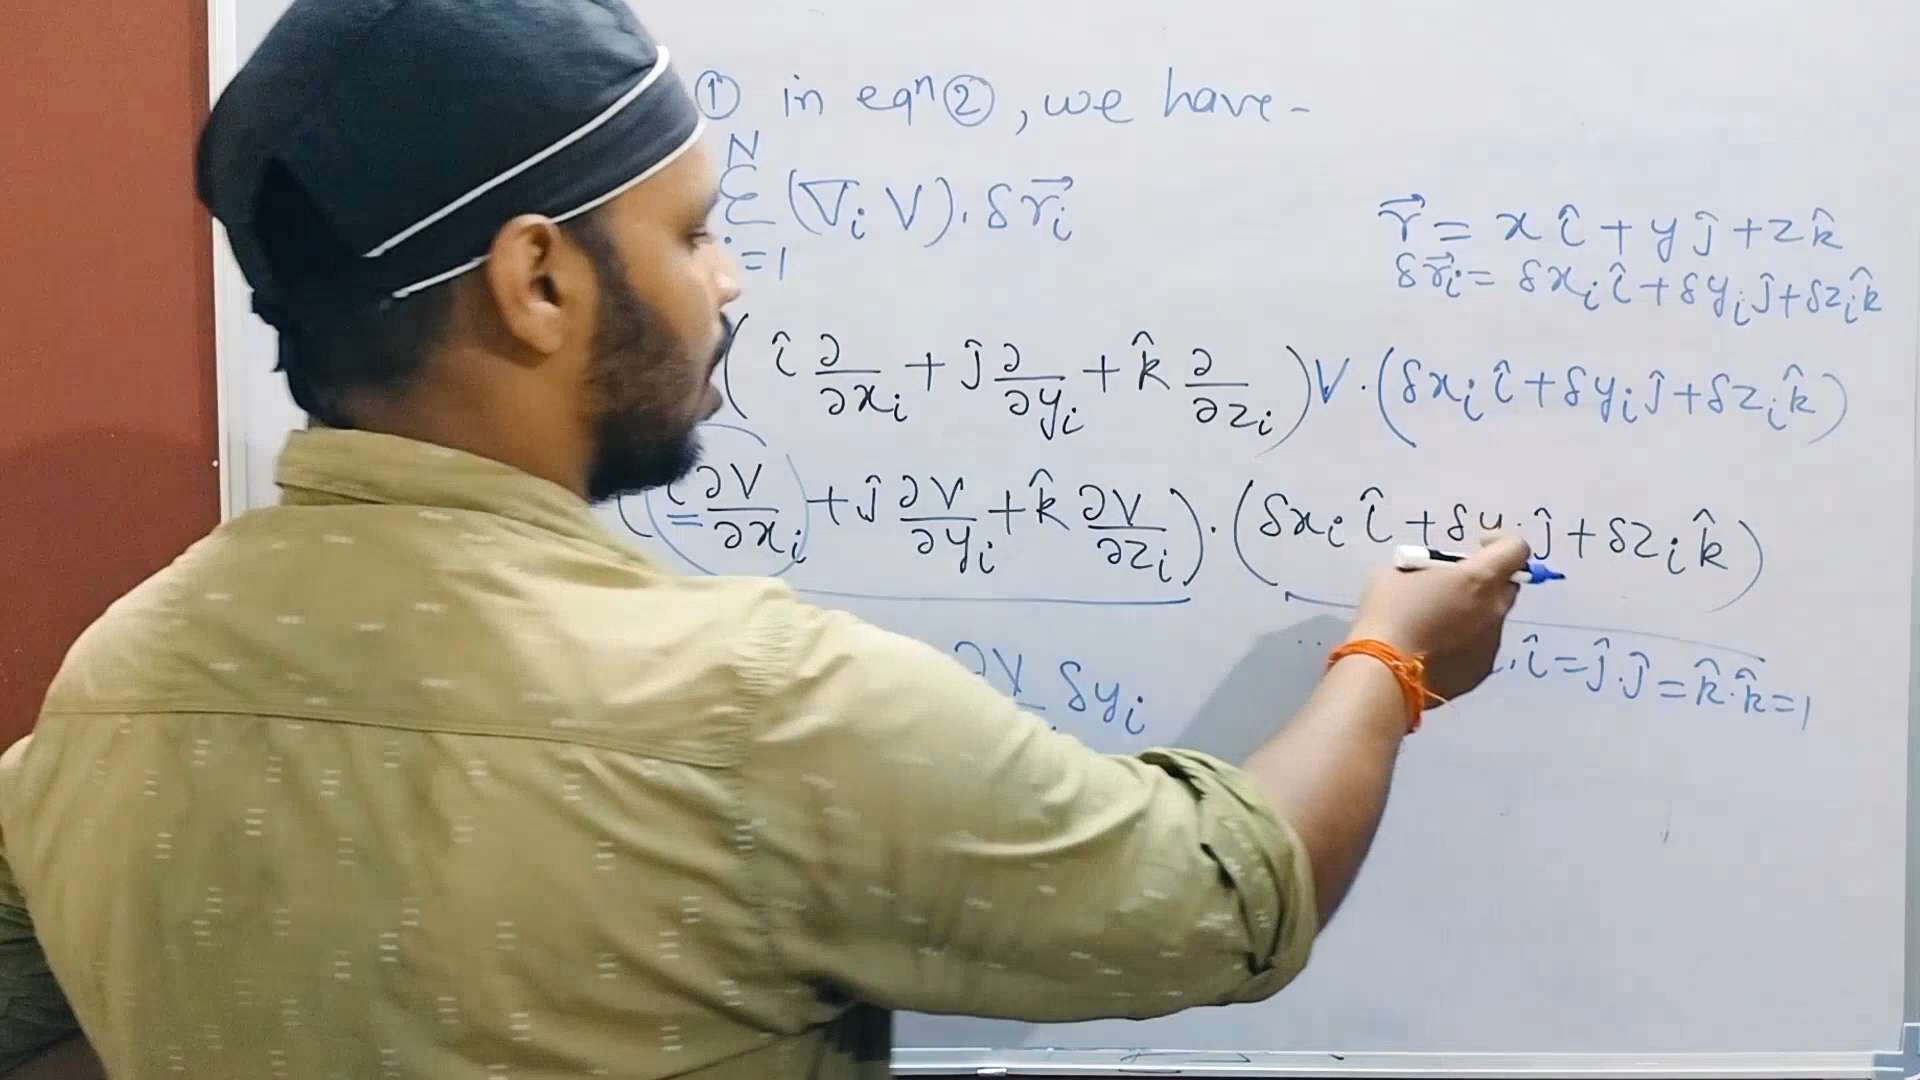 ① in eqⁿ ②, we have -
N
Σ (∇ᵢ V). δr⃗ᵢ
i=1
r⃗ = x î + y ĵ + z k̂
δr⃗ᵢ = δxᵢ î + δyᵢ ĵ + δzᵢ k̂
( î ∂/∂xᵢ + ĵ ∂/∂yᵢ + k̂ ∂/∂zᵢ ) V . ( δxᵢ î + δyᵢ ĵ + δzᵢ k̂ )
( î ∂V/∂xᵢ + ĵ ∂V/∂yᵢ + k̂ ∂V/∂zᵢ ) . ( δxᵢ î + δyᵢ ĵ + δzᵢ k̂ )
. î = ĵ . ĵ = k̂ . k̂ = 1
∂V δyᵢ